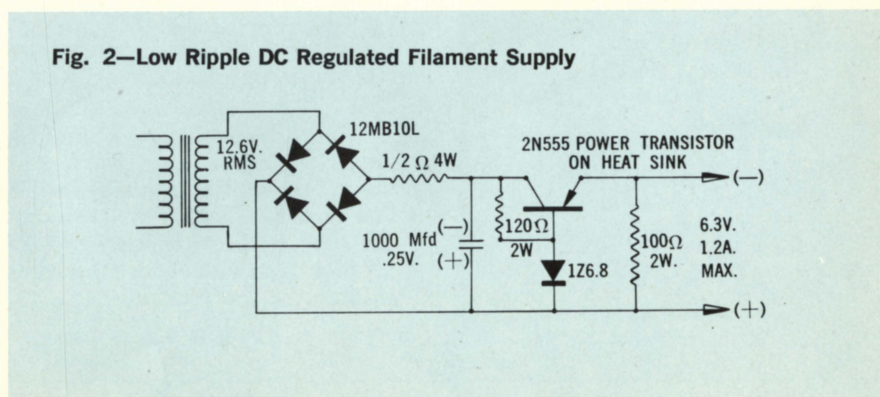 Fig. 2—Low Ripple DC Regulated Filament Supply
12.6V.
RMS
12MB10L
1/2 Ω 4W
2N555 POWER TRANSISTOR
ON HEAT SINK
(—)
1000 Mfd
.25V.
(—)
(+)
120Ω
2W
1Z6.8
100Ω
2W.
6.3V.
1.2A.
MAX.
(+)